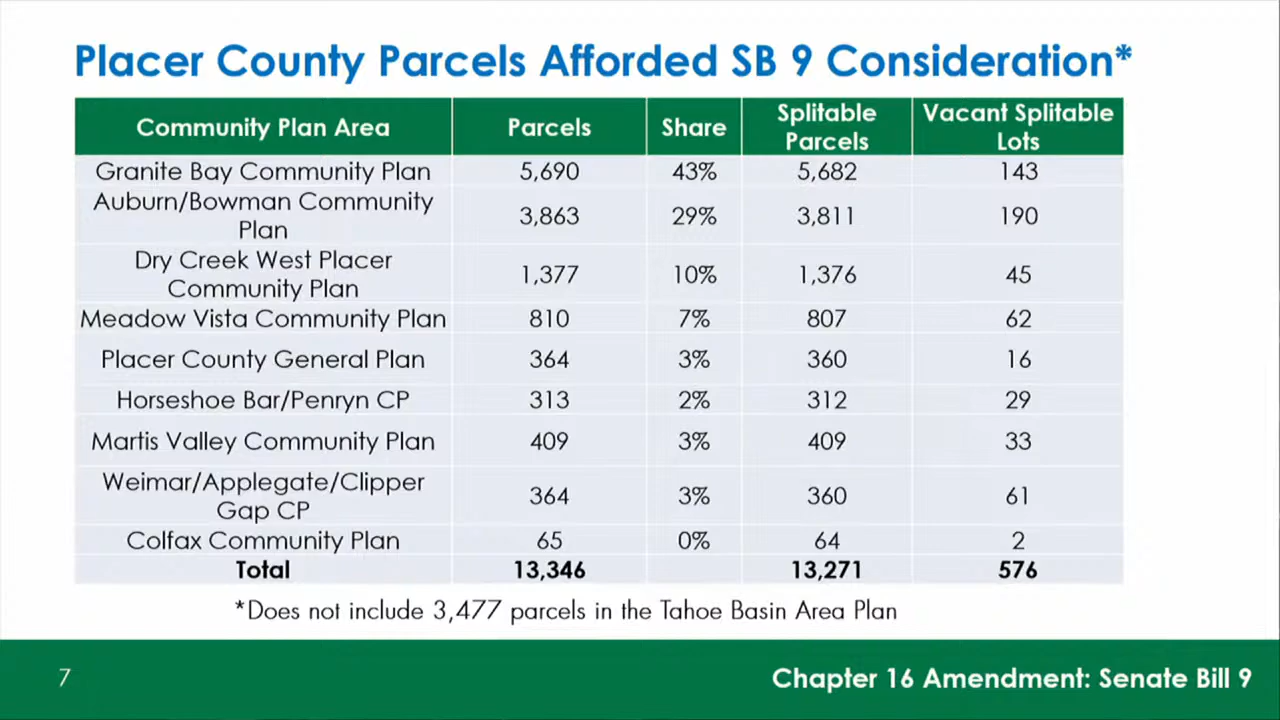 Placer County Parcels Afforded SB 9 Consideration*
Community Plan Area Parcels Share Splitable Parcels Vacant Splitable Lots
Granite Bay Community Plan 5,690 43% 5,682 143
Auburn/Bowman Community Plan 3,863 29% 3,811 190
Dry Creek West Placer Community Plan 1,377 10% 1,376 45
Meadow Vista Community Plan 810 7% 807 62
Placer County General Plan 364 3% 360 16
Horseshoe Bar/Penryn CP 313 2% 312 29
Martis Valley Community Plan 409 3% 409 33
Weimar/Applegate/Clipper Gap CP 364 3% 360 61
Colfax Community Plan 65 0% 64 2
Total 13,346 13,271 576
*Does not include 3,477 parcels in the Tahoe Basin Area Plan
7 Chapter 16 Amendment: Senate Bill 9